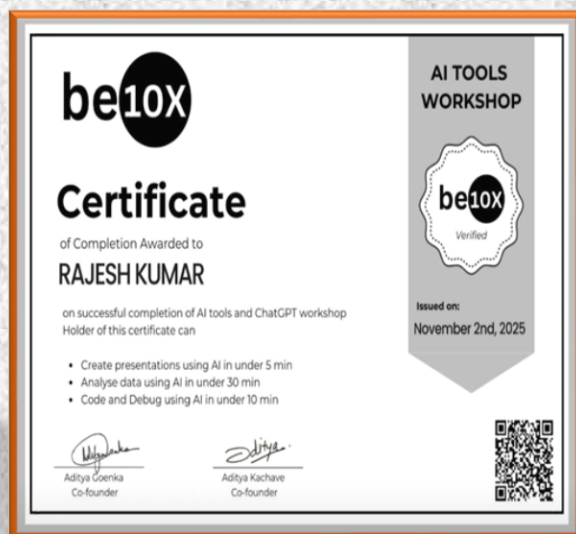 be10X
Certificate
of Completion Awarded to
RAJESH KUMAR
on successful completion of AI tools and ChatGPT workshop
Holder of this certificate can
• Create presentations using AI in under 5 min
• Analyse data using AI in under 30 min
• Code and Debug using AI in under 10 min
Aditya Goenka
Co-founder
Aditya
Aditya Kachave
Co-founder
AI TOOLS
WORKSHOP
be10X
Verified
Issued on:
November 2nd, 2025